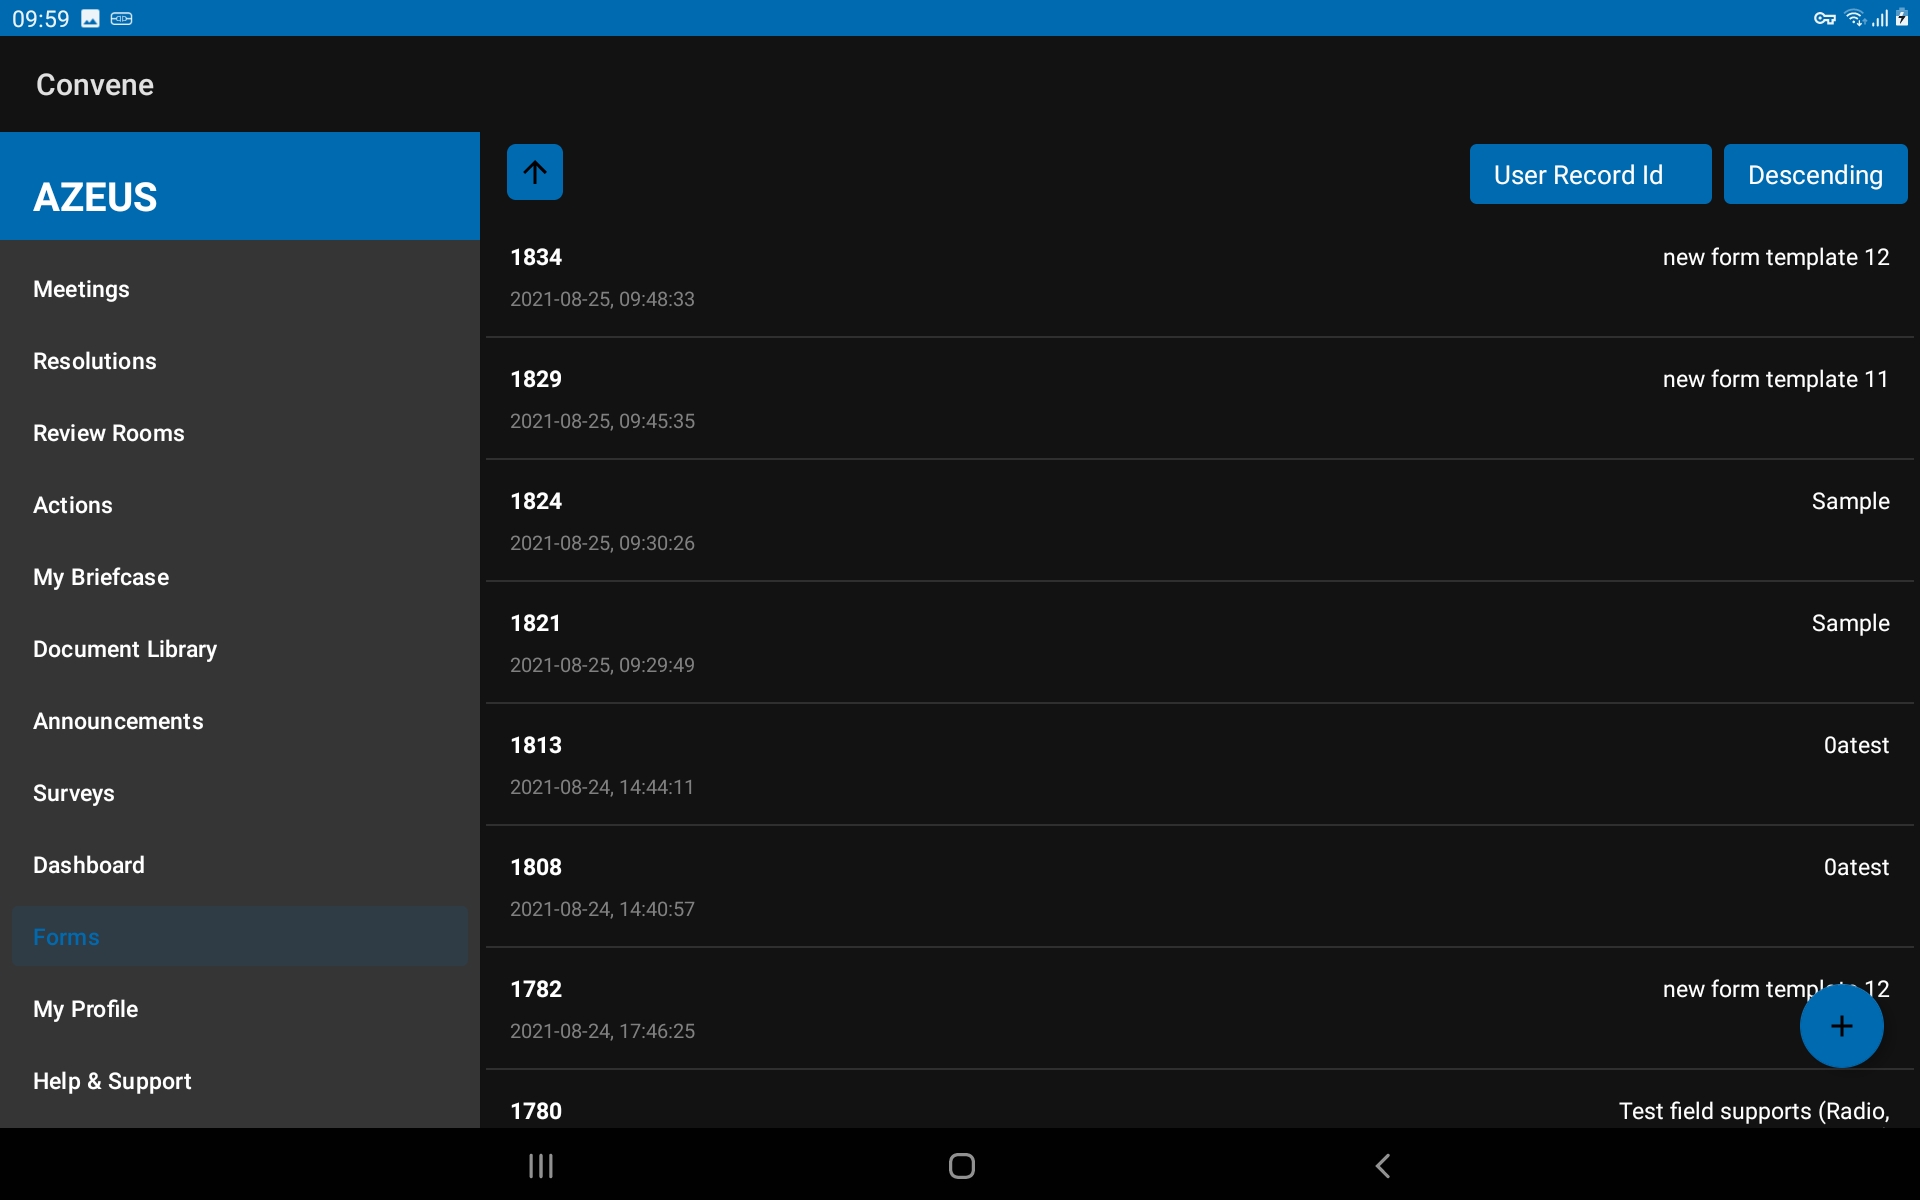 09:59
Convene
AZEUS
Meetings
Resolutions
Review Rooms
Actions
My Briefcase
Document Library
Announcements
Surveys
Dashboard
Forms
My Profile
Help & Support
User Record Id
Descending
1834
new form template 12
2021-08-25, 09:48:33
1829
new form template 11
2021-08-25, 09:45:35
1824
Sample
2021-08-25, 09:30:26
1821
Sample
2021-08-25, 09:29:49
1813
0atest
2021-08-24, 14:44:11
1808
0atest
2021-08-24, 14:40:57
1782
new form template 12
2021-08-24, 17:46:25
1780
Test field supports (Radio,